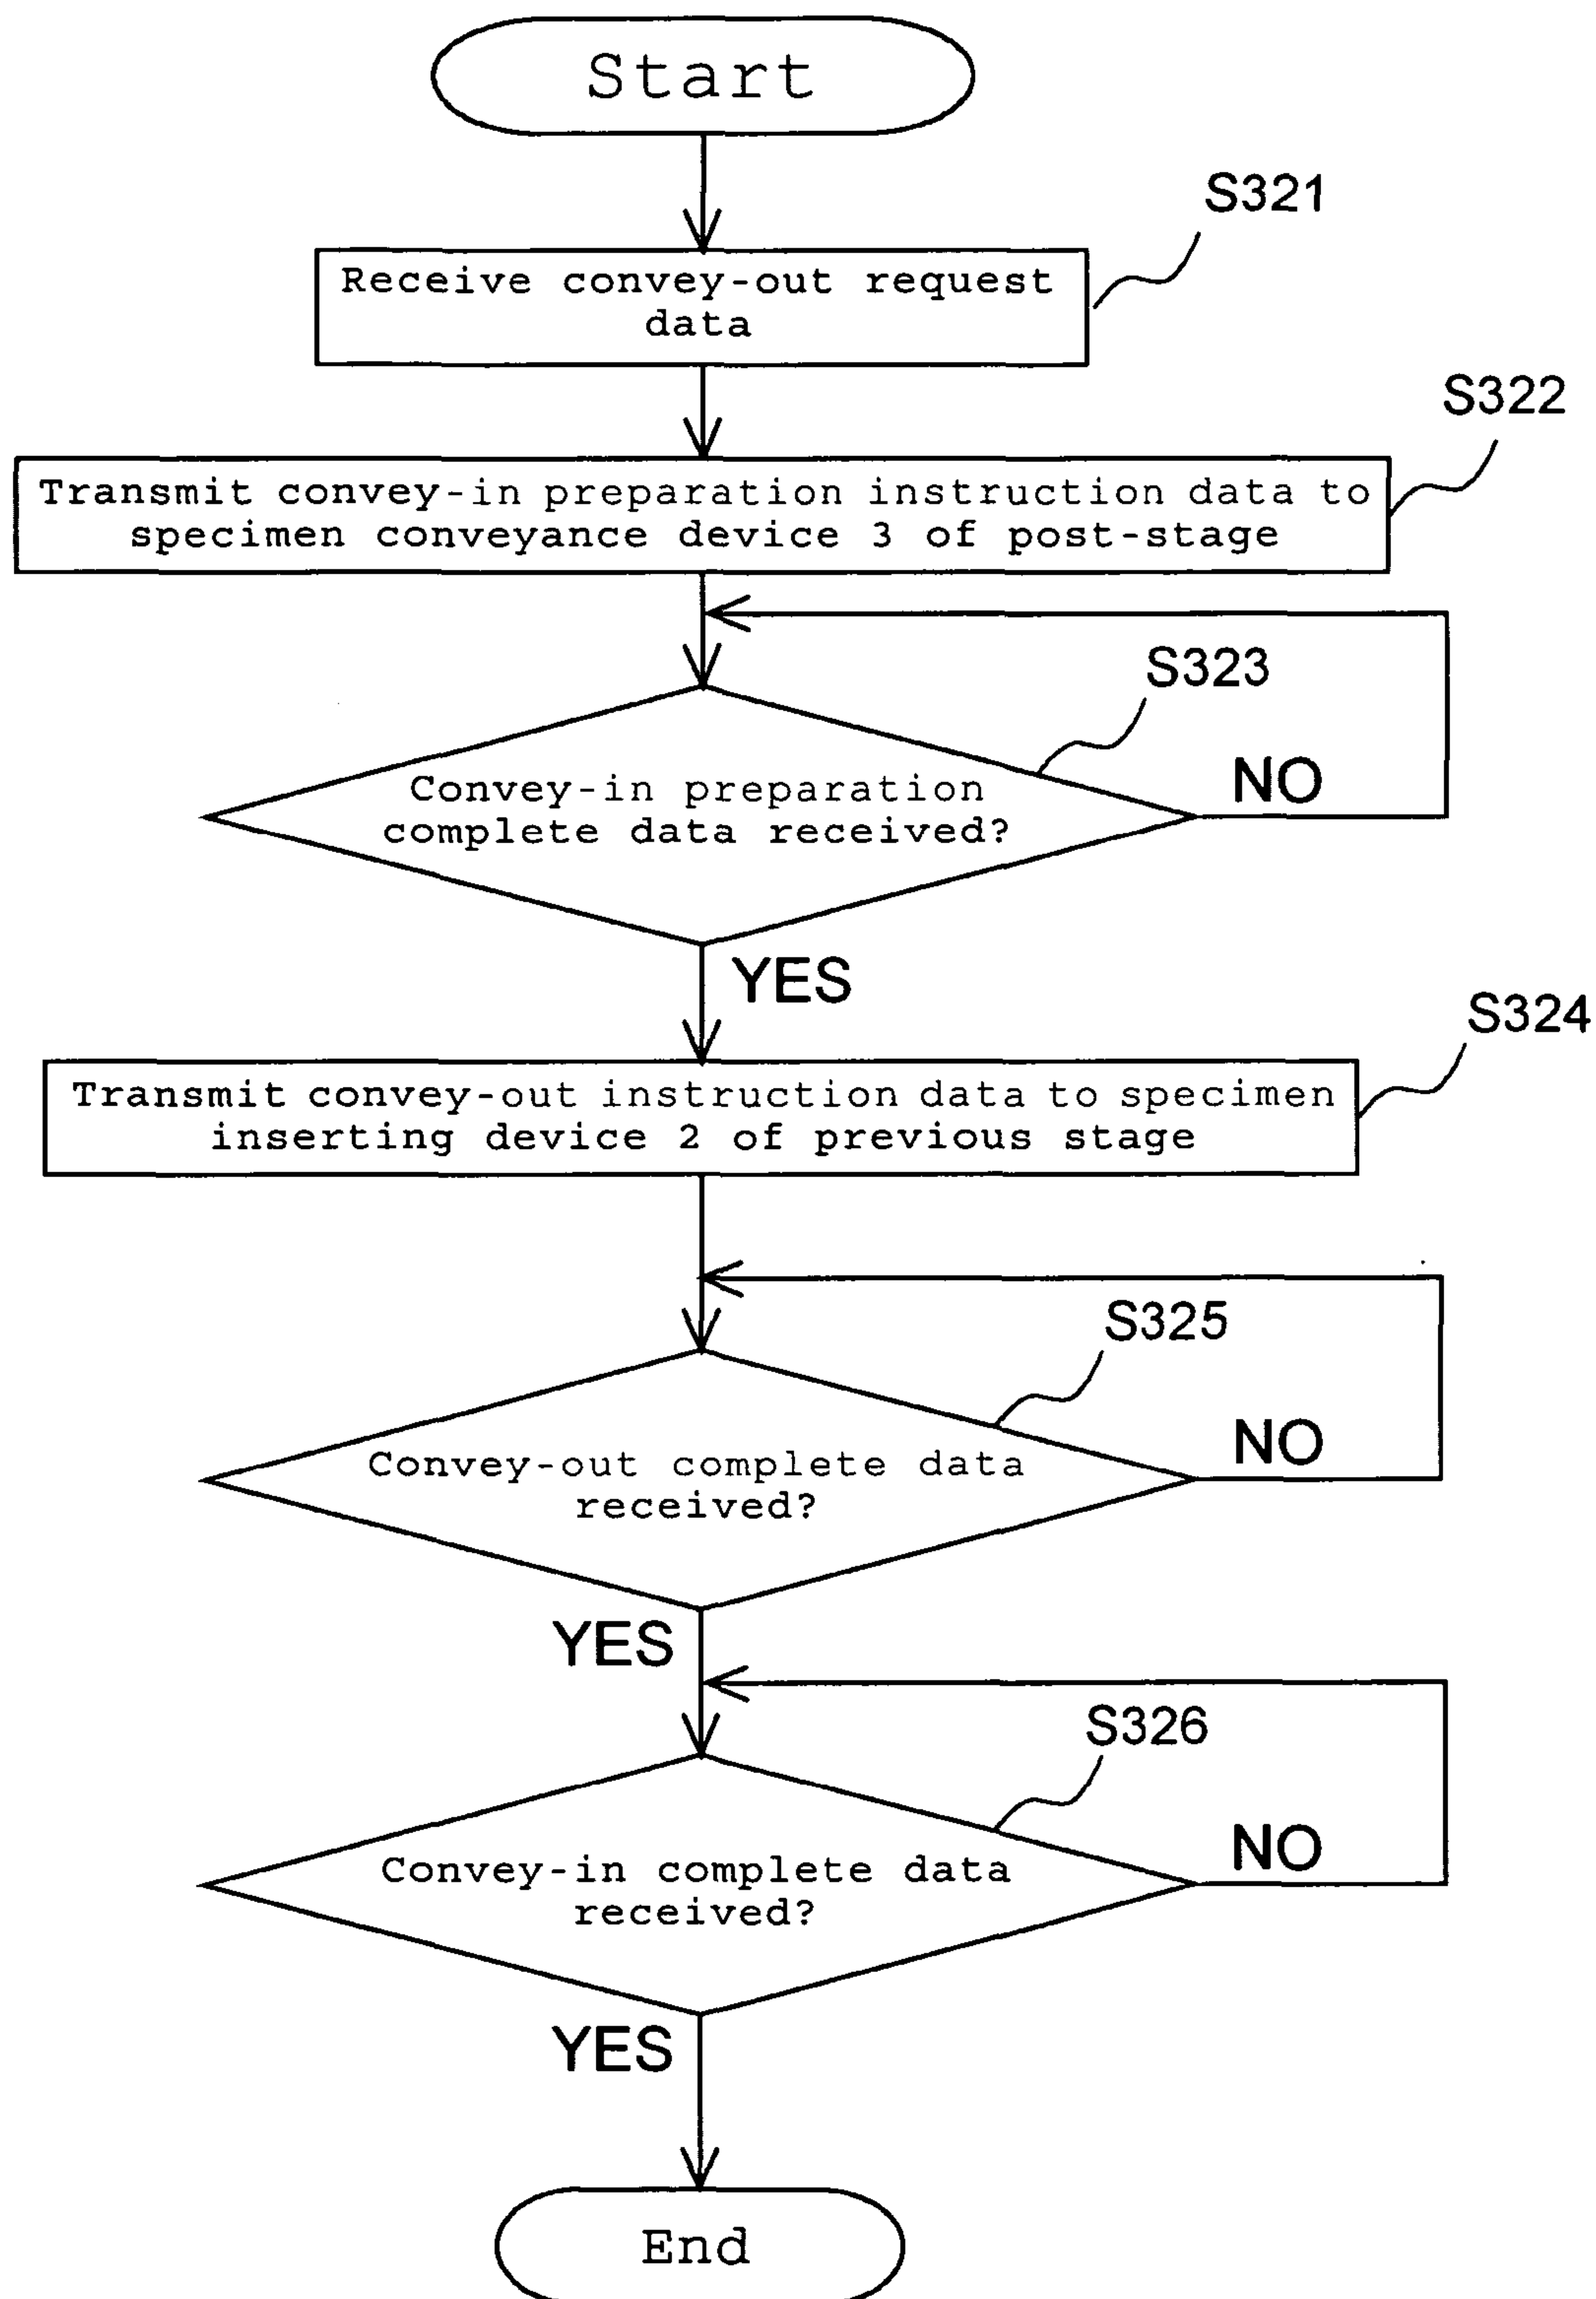 Start
S321
Receive convey-out request
data
S322
Transmit convey-in preparation instruction data to
specimen conveyance device 3 of post-stage
S323
Convey-in preparation
complete data received?
NO
YES
S324
Transmit convey-out instruction data to specimen
inserting device 2 of previous stage
S325
Convey-out complete data
received?
NO
YES
S326
Convey-in complete data
received?
NO
YES
End